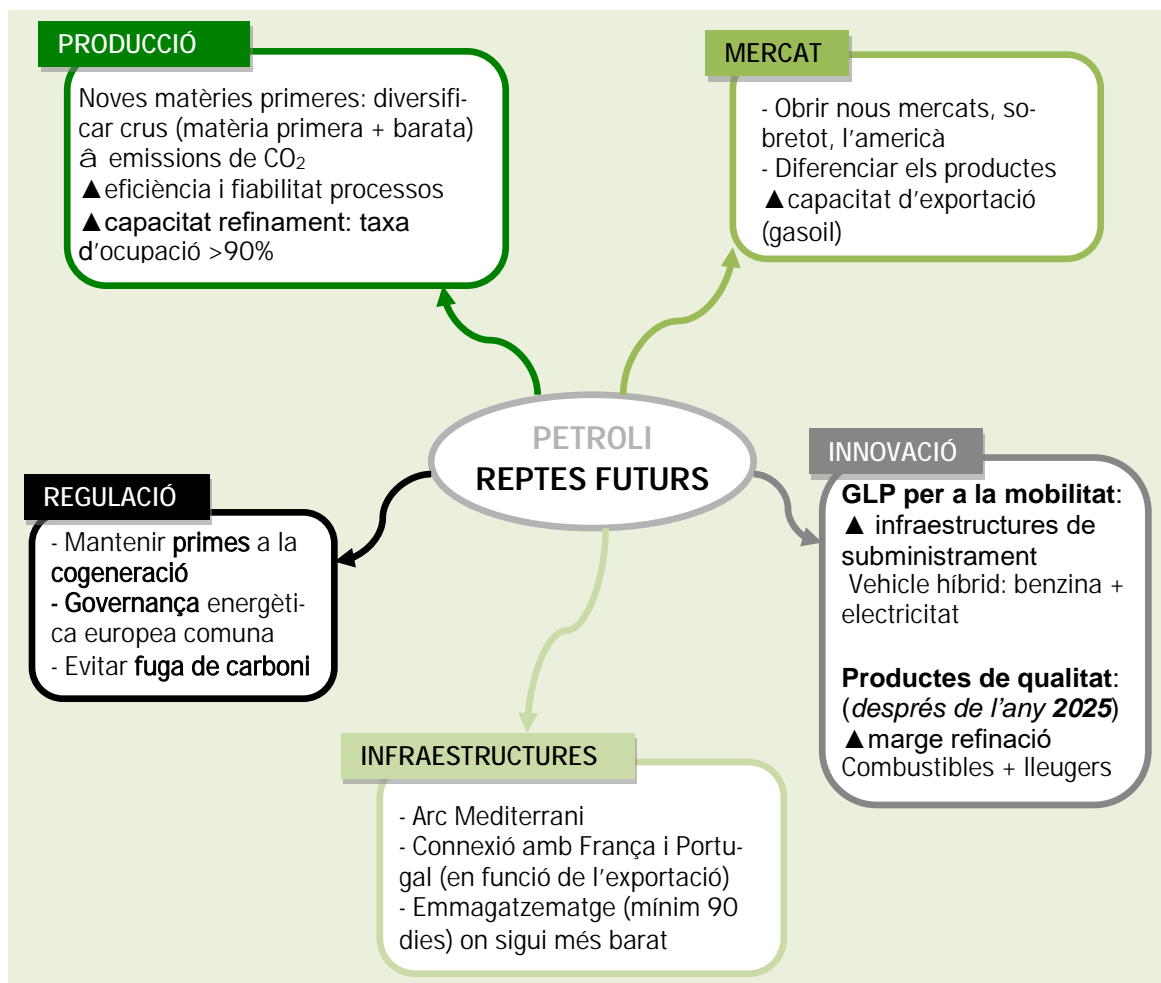 PRODUCCIÓ
Noves matèries primeres: diversifi-
car crus (matèria primera + barata)
â emissions de CO₂
▲eficiència i fiabilitat processos
▲capacitat refinament: taxa
d'ocupació >90%
MERCAT
- Obrir nous mercats, so-
bretot, l'americà
- Diferenciar els productes
▲capacitat d'exportació
(gasoil)
PETROLI
REPTES FUTURS
REGULACIÓ
- Mantenir primes a la
cogeneració
- Governança energèti-
ca europea comuna
- Evitar fuga de carboni
INNOVACIÓ
GLP per a la mobilitat:
▲ infraestructures de
subministrament
Vehicle híbrid: benzina +
electricitat
Productes de qualitat:
(després de l'any 2025)
▲marge refinació
Combustibles + lleugers
INFRAESTRUCTURES
- Arc Mediterrani
- Connexió amb França i Portu-
gal (en funció de l'exportació)
- Emmagatzematge (mínim 90
dies) on sigui més barat